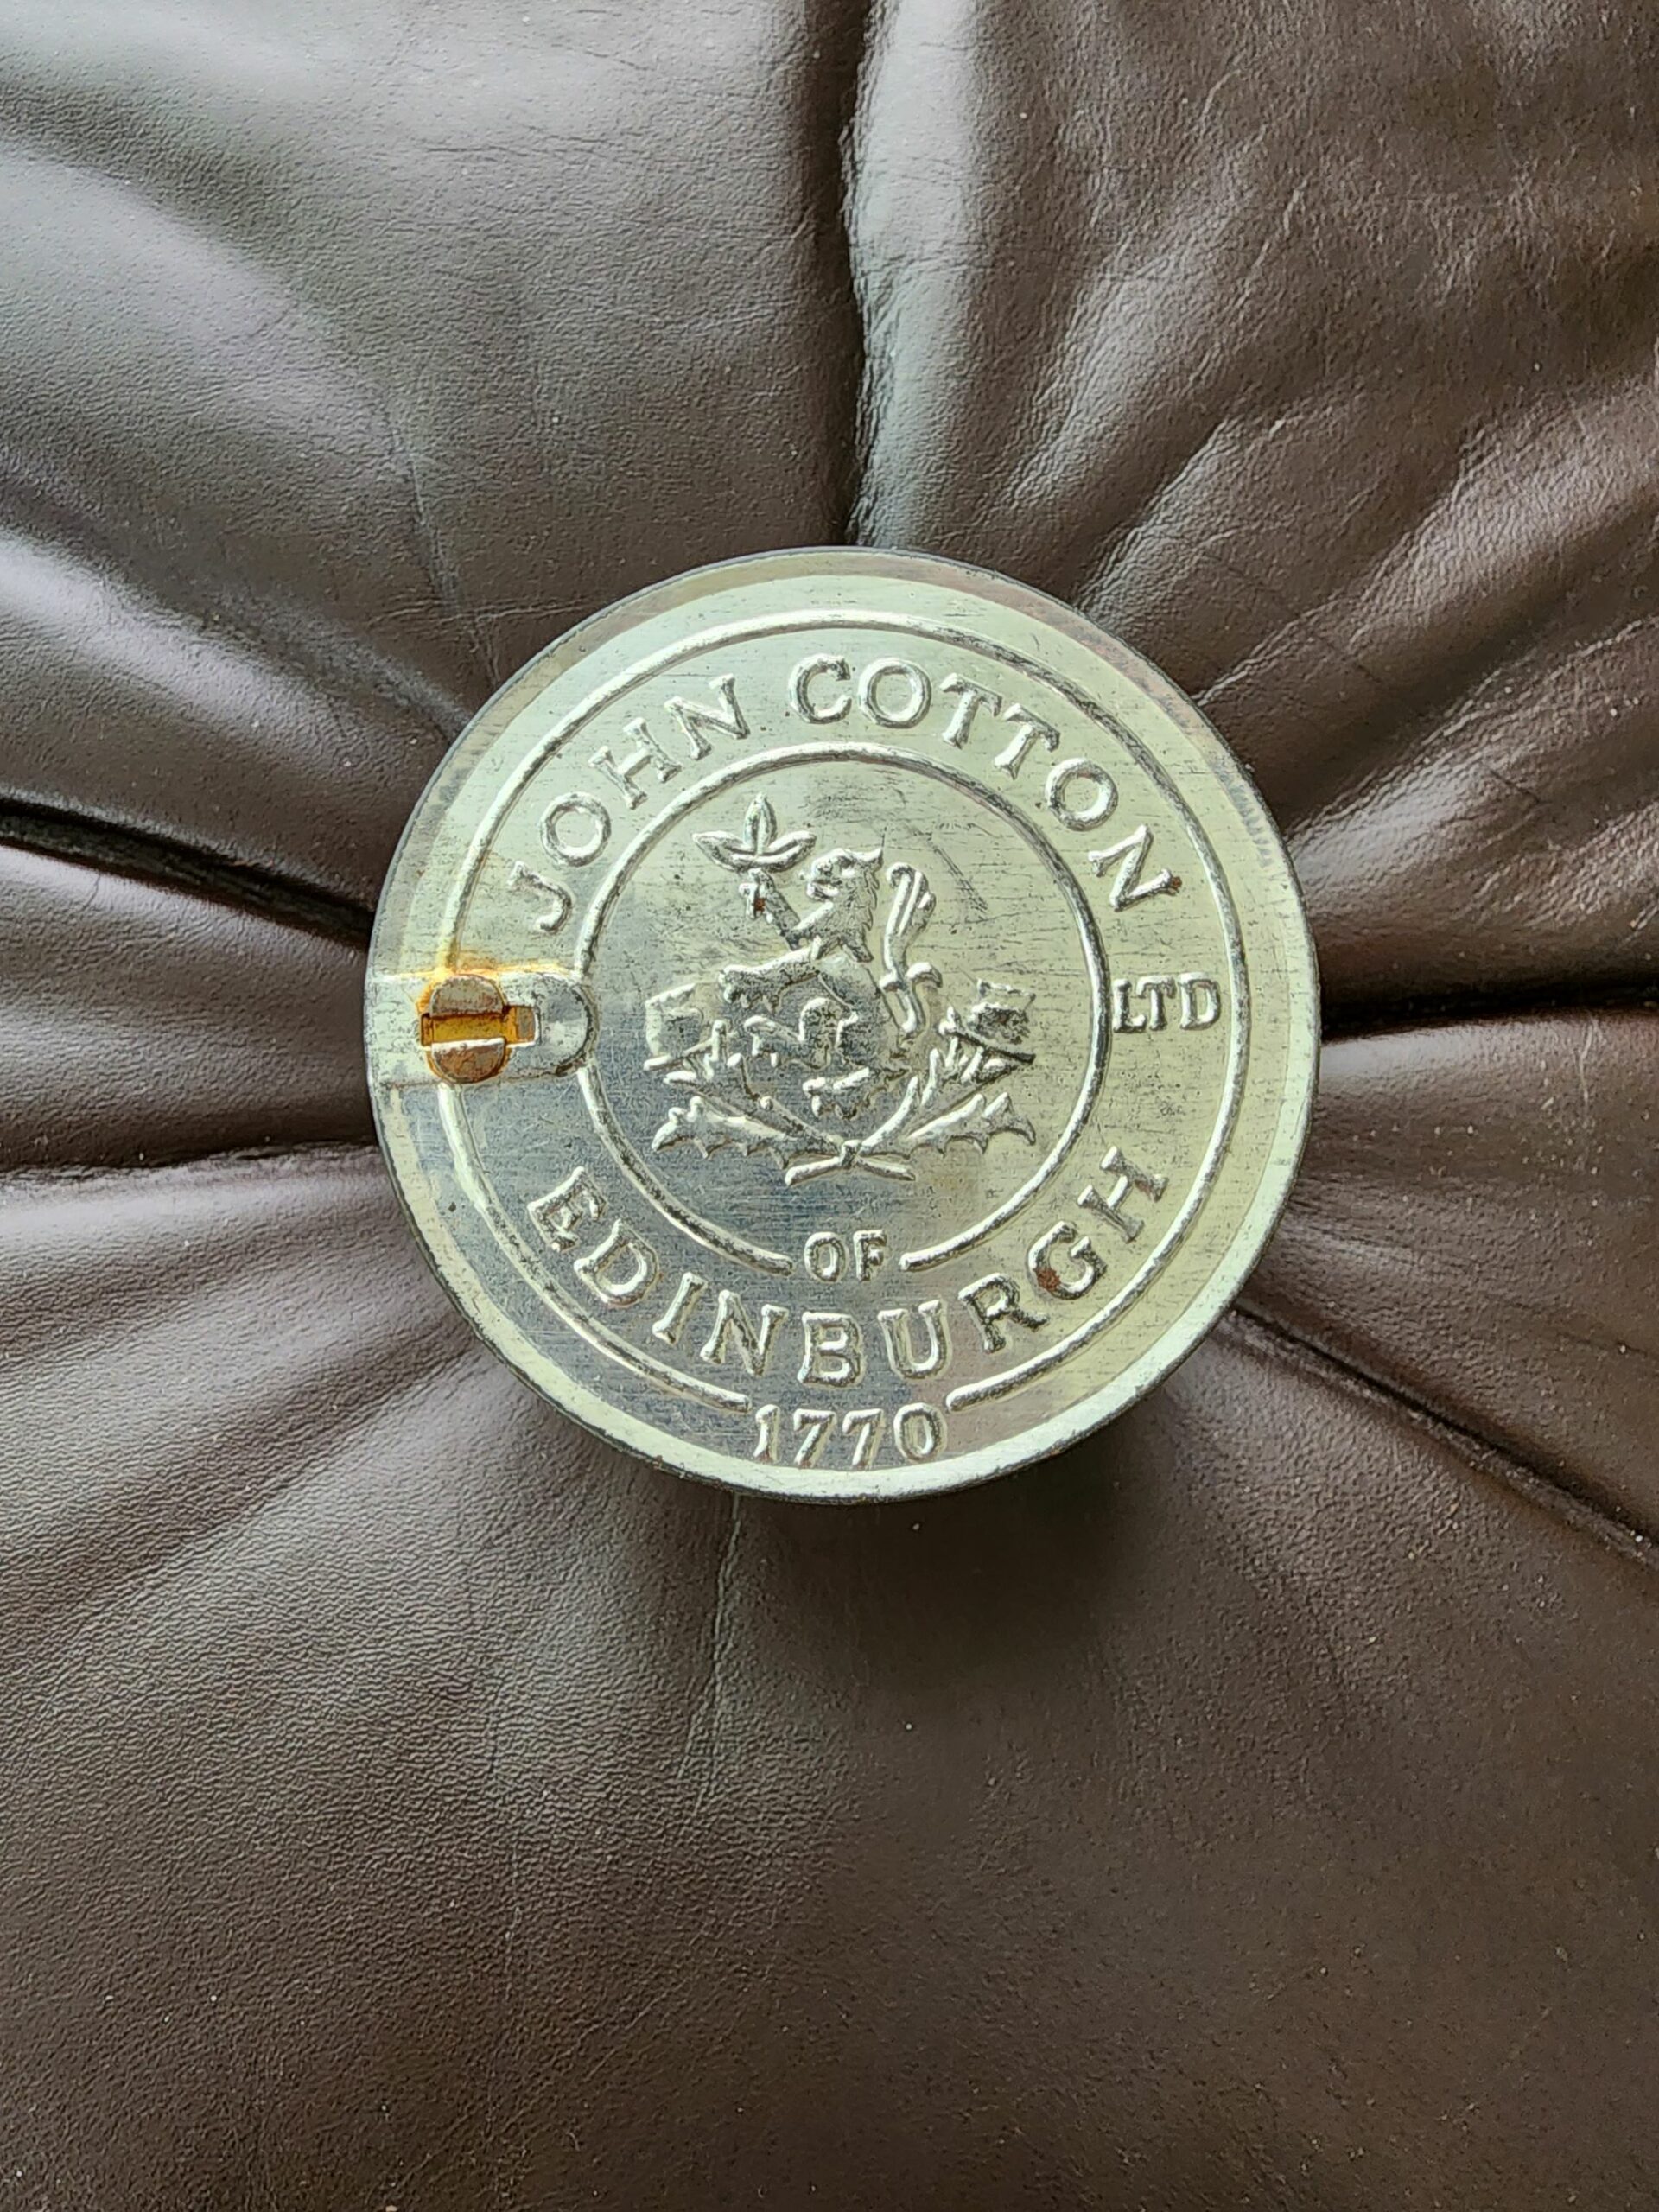 JOHN COTTON
LTD
OF
EDINBURGH
1770